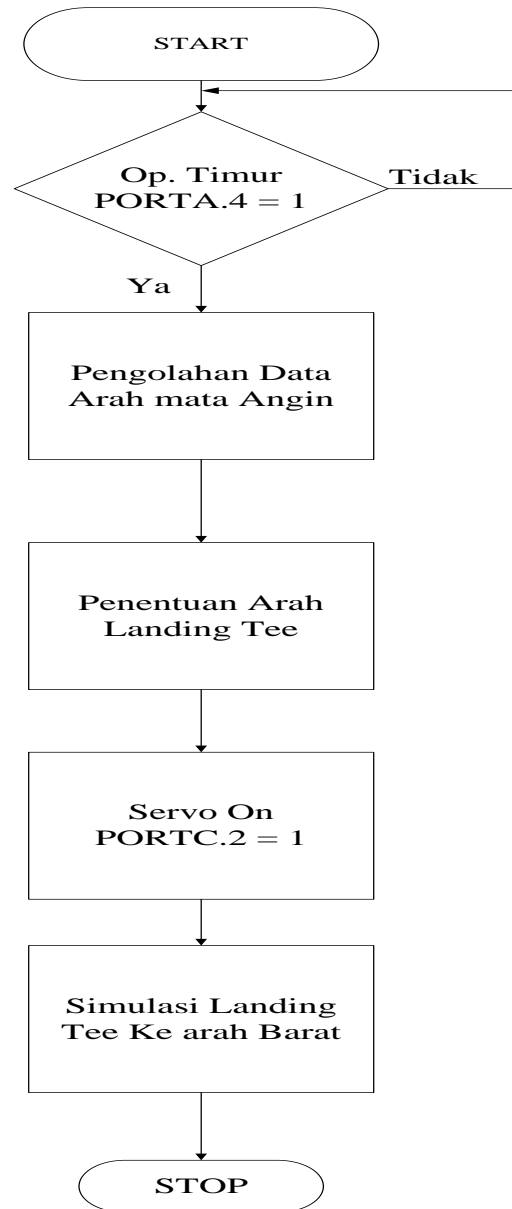 START
Op. Timur
PORTA.4 = 1
Tidak
Ya
Pengolahan Data
Arah mata Angin
Penentuan Arah
Landing Tee
Servo On
PORTC.2 = 1
Simulasi Landing
Tee Ke arah Barat
STOP